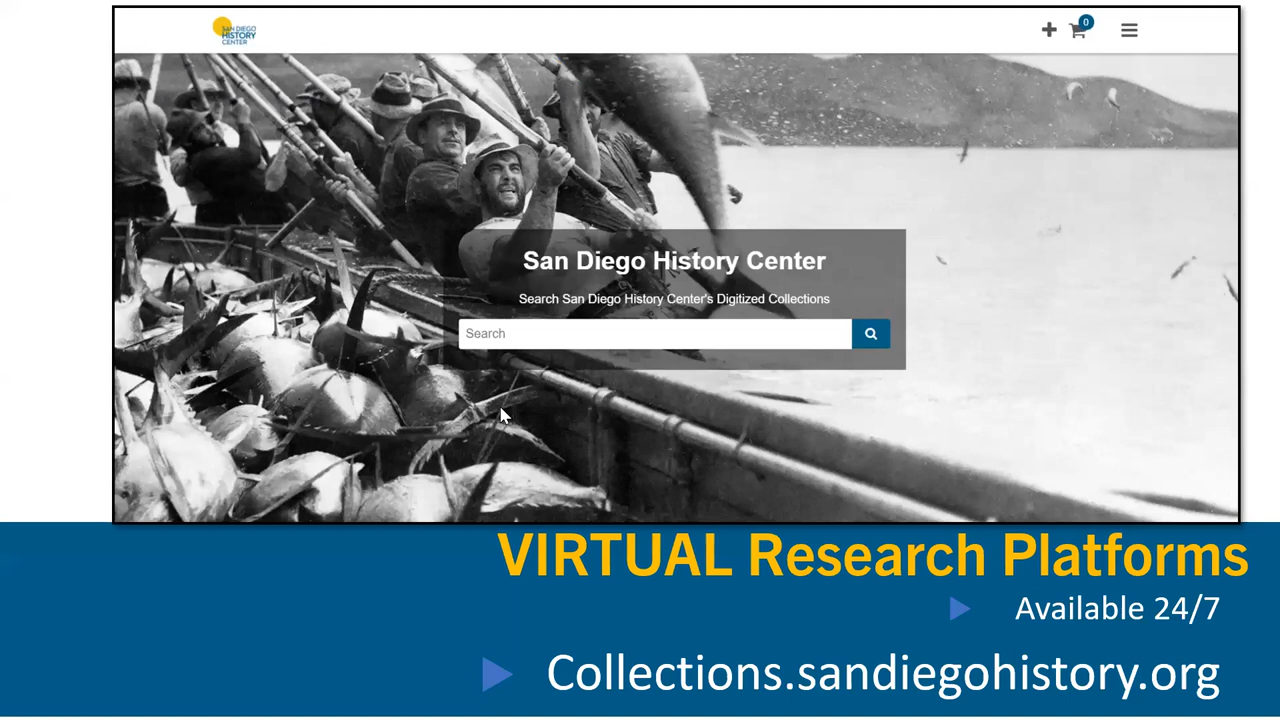 SAN DIEGO
HISTORY
CENTER
0
San Diego History Center
Search San Diego History Center's Digitized Collections
Search
VIRTUAL Research Platforms
Available 24/7
Collections.sandiegohistory.org